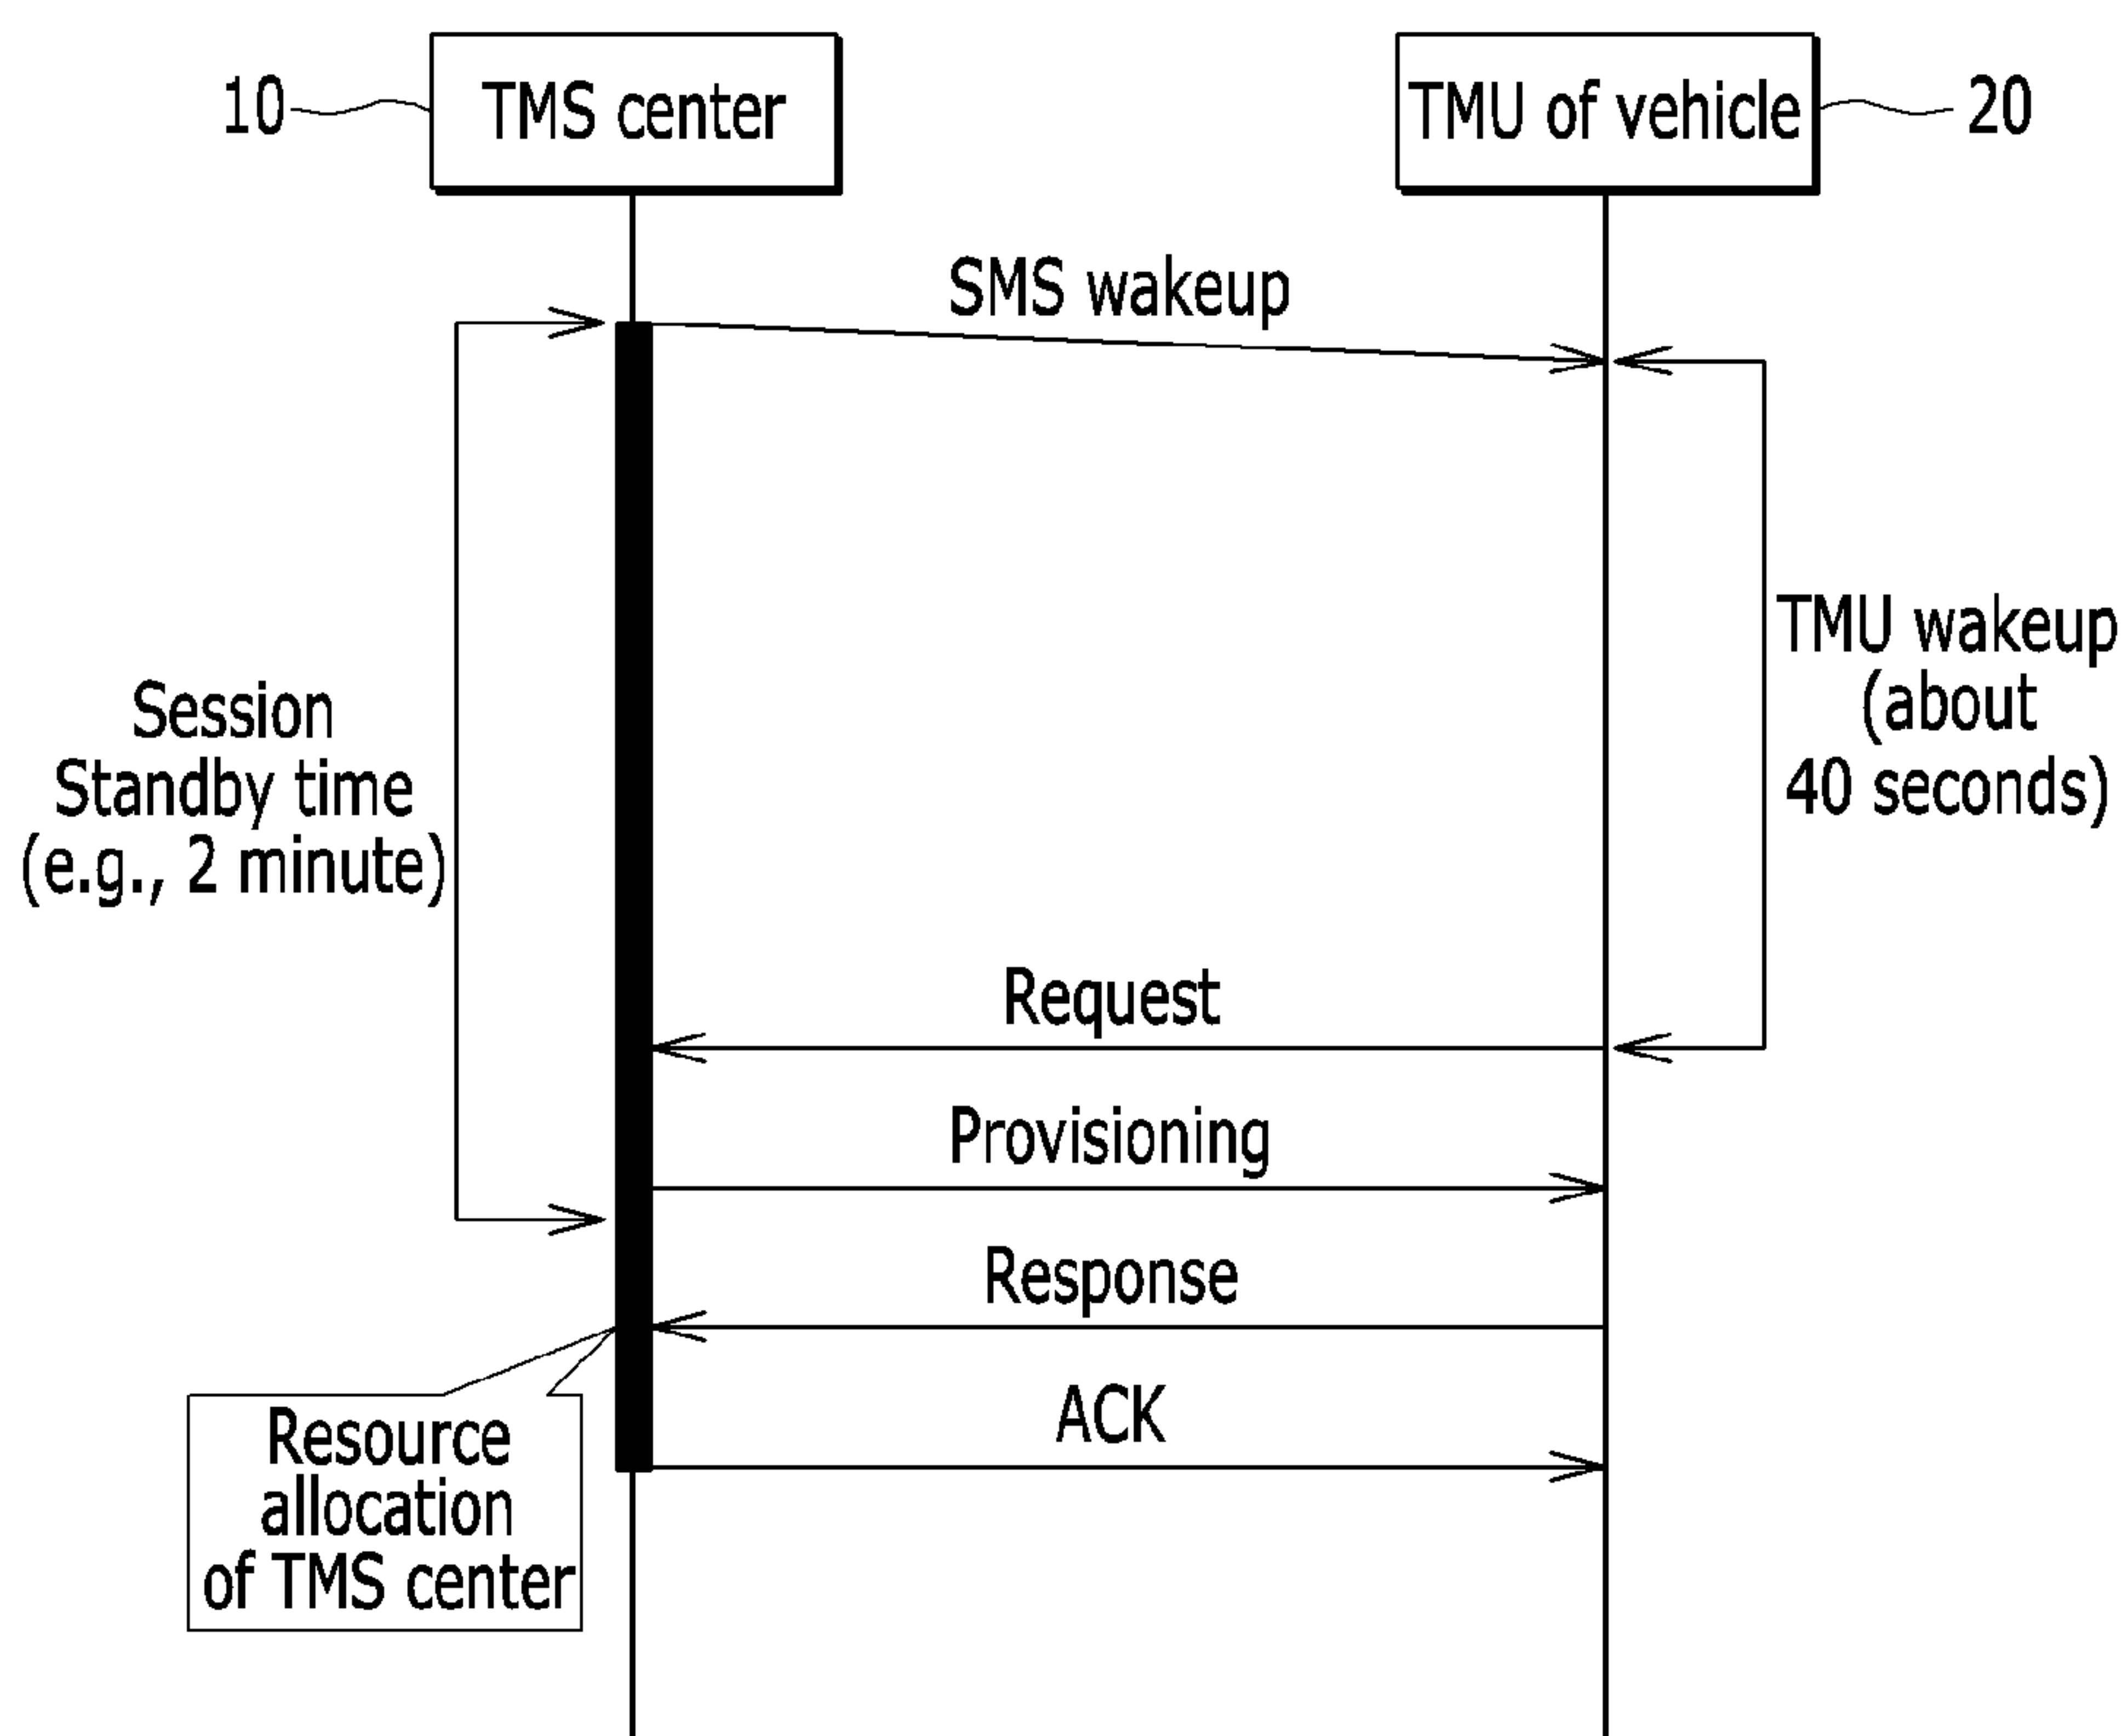 10
TMS center
TMU of vehicle
20
SMS wakeup
TMU wakeup
(about
40 seconds)
Session
Standby time
(e.g., 2 minute)
Request
Provisioning
Response
ACK
Resource
allocation
of TMS center